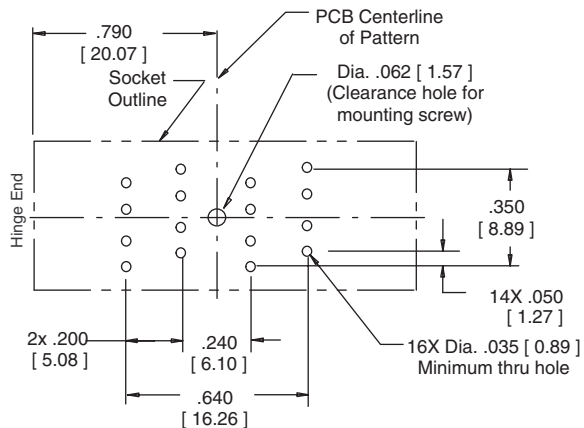 .790
[ 20.07 ]
PCB Centerline
of Pattern
Socket
Outline
Dia. .062 [ 1.57 ]
(Clearance hole for
mounting screw)
Hinge End
.350
[ 8.89 ]
14X .050
[ 1.27 ]
2x .200
[ 5.08 ]
.240
[ 6.10 ]
16X Dia. .035 [ 0.89 ]
Minimum thru hole
.640
[ 16.26 ]